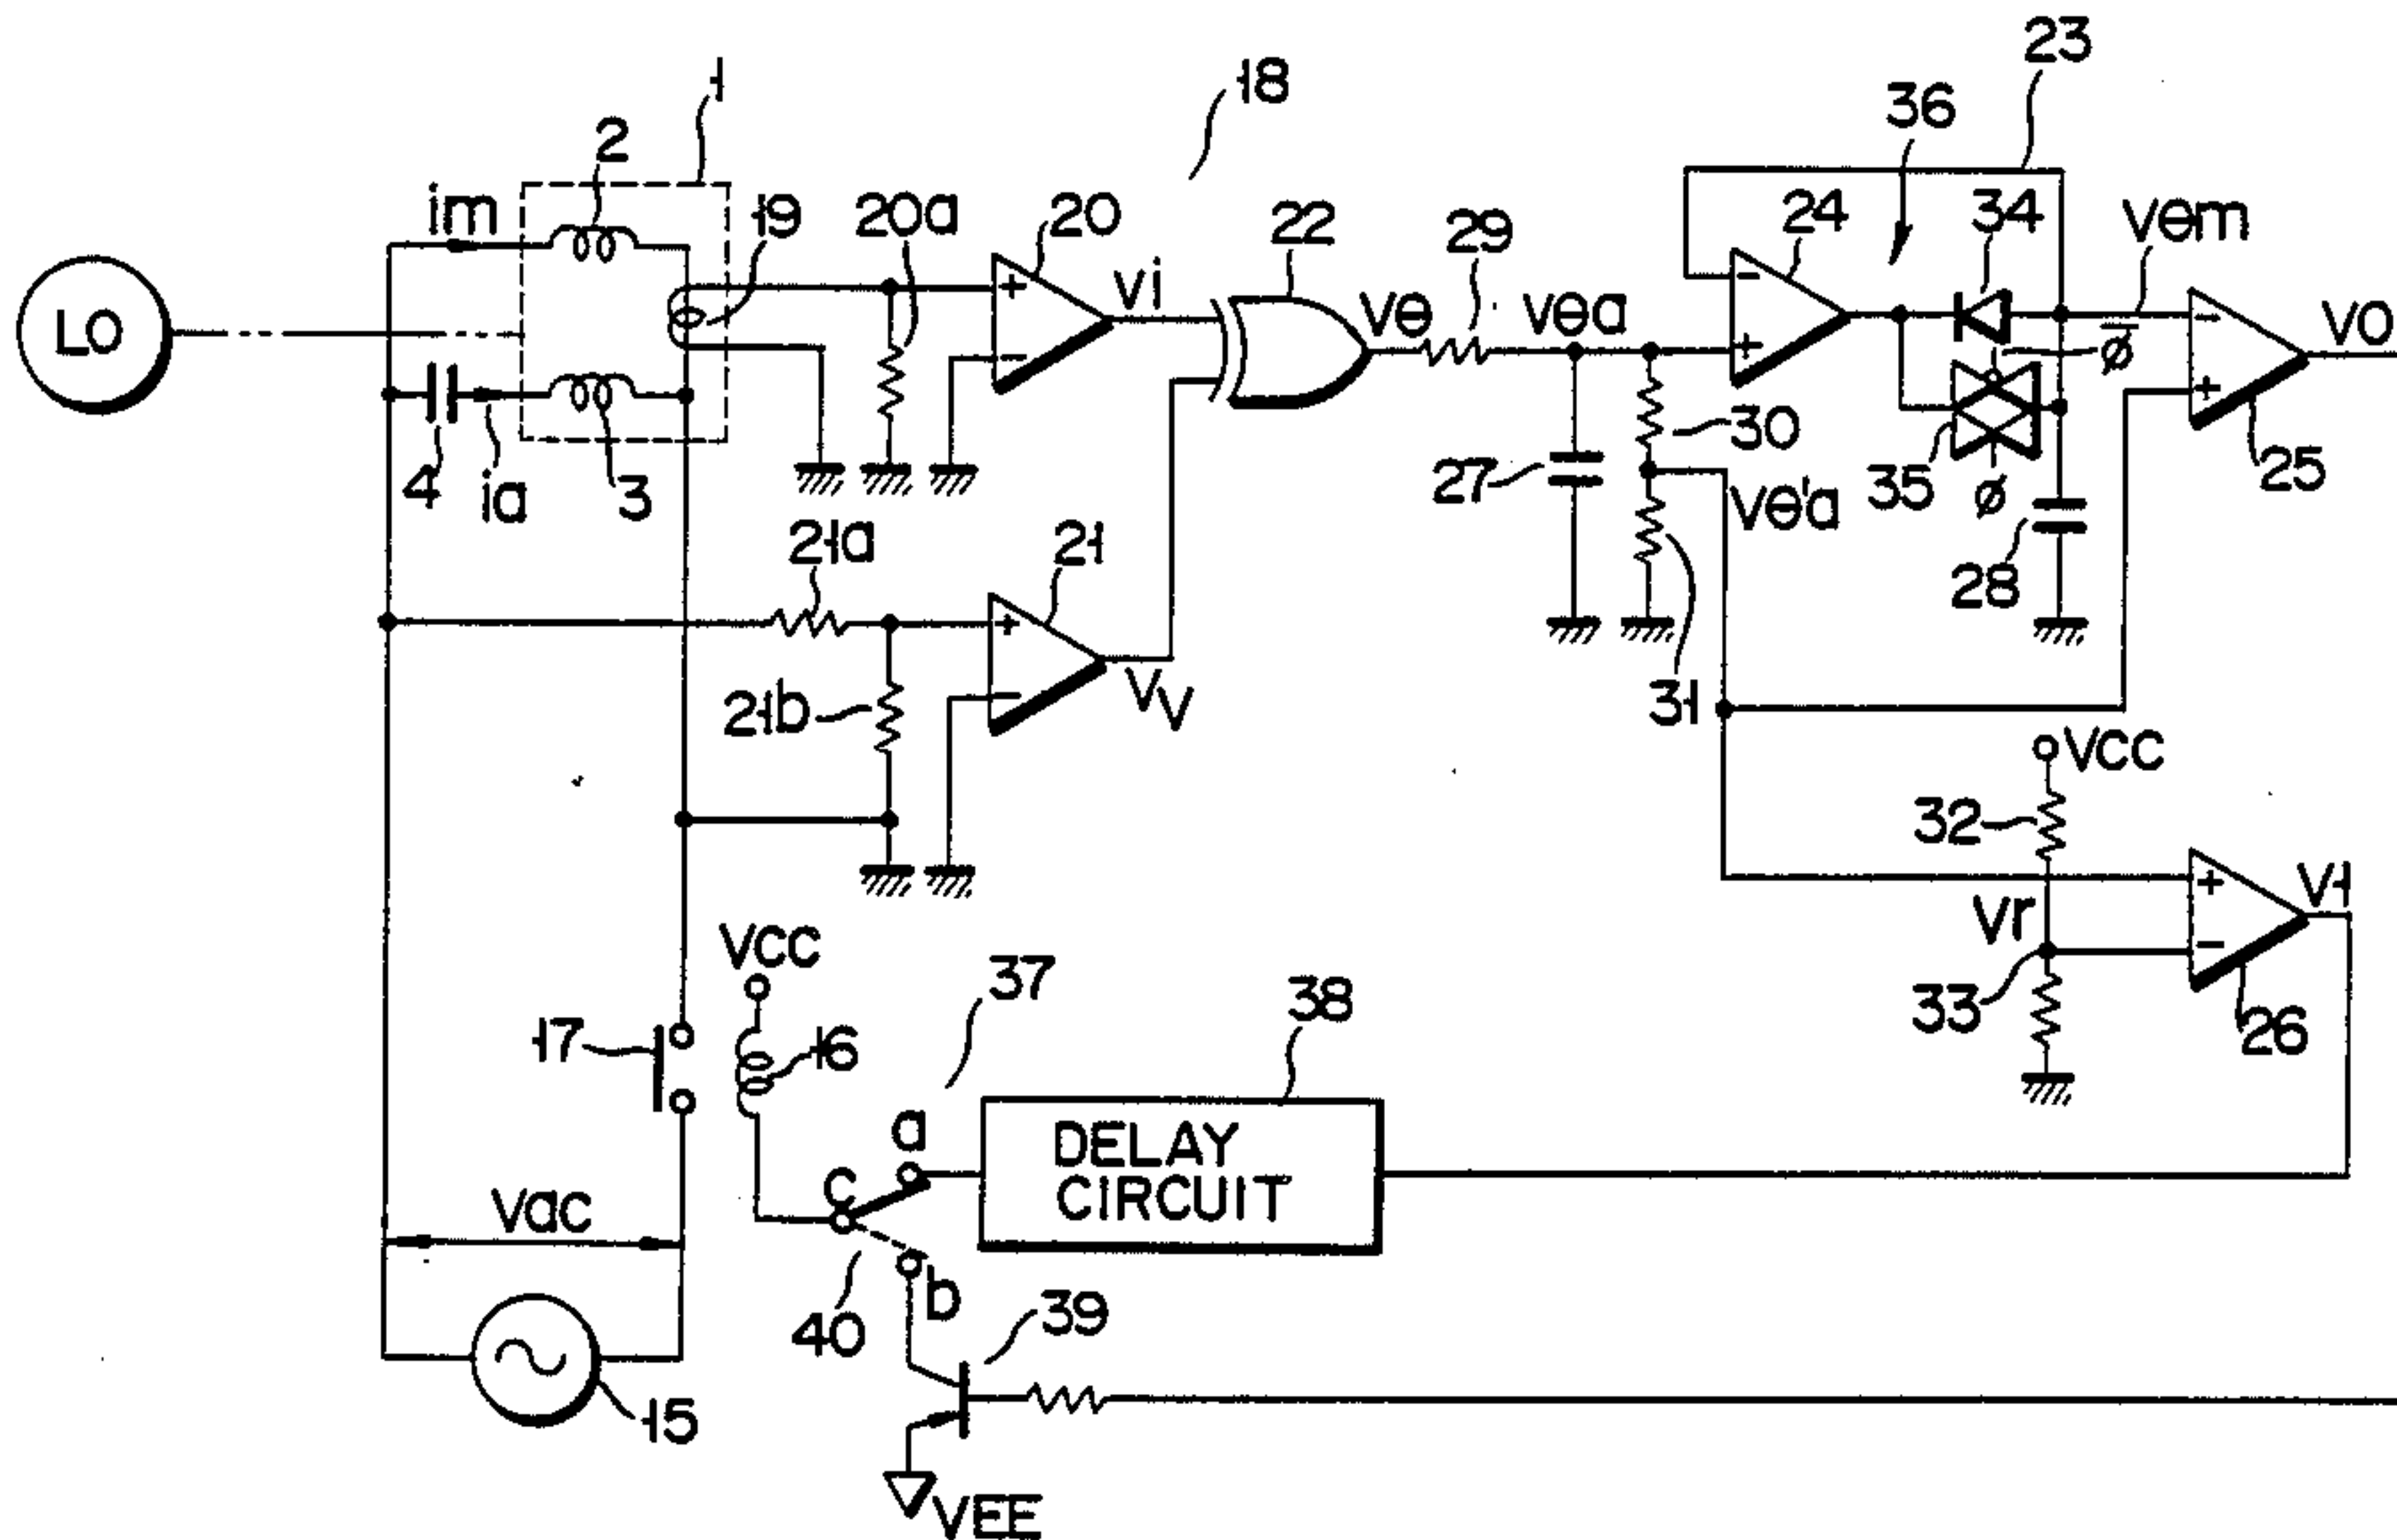 23
1
18
36
2
im
19
20a
20
22
29
24
34
vem
LO
+
vi
ve
vea
-
+
-
vo
φ̅
-
+
4
ia
3
27
30
35
φ
25
ve'a
28
21a
21
+
-
21b
Vv
31
VCC
32
+
-
v1
vr
VCC
37
38
33
26
17
16
a
DELAY
CIRCUIT
c
vac
b
40
39
15
VEE